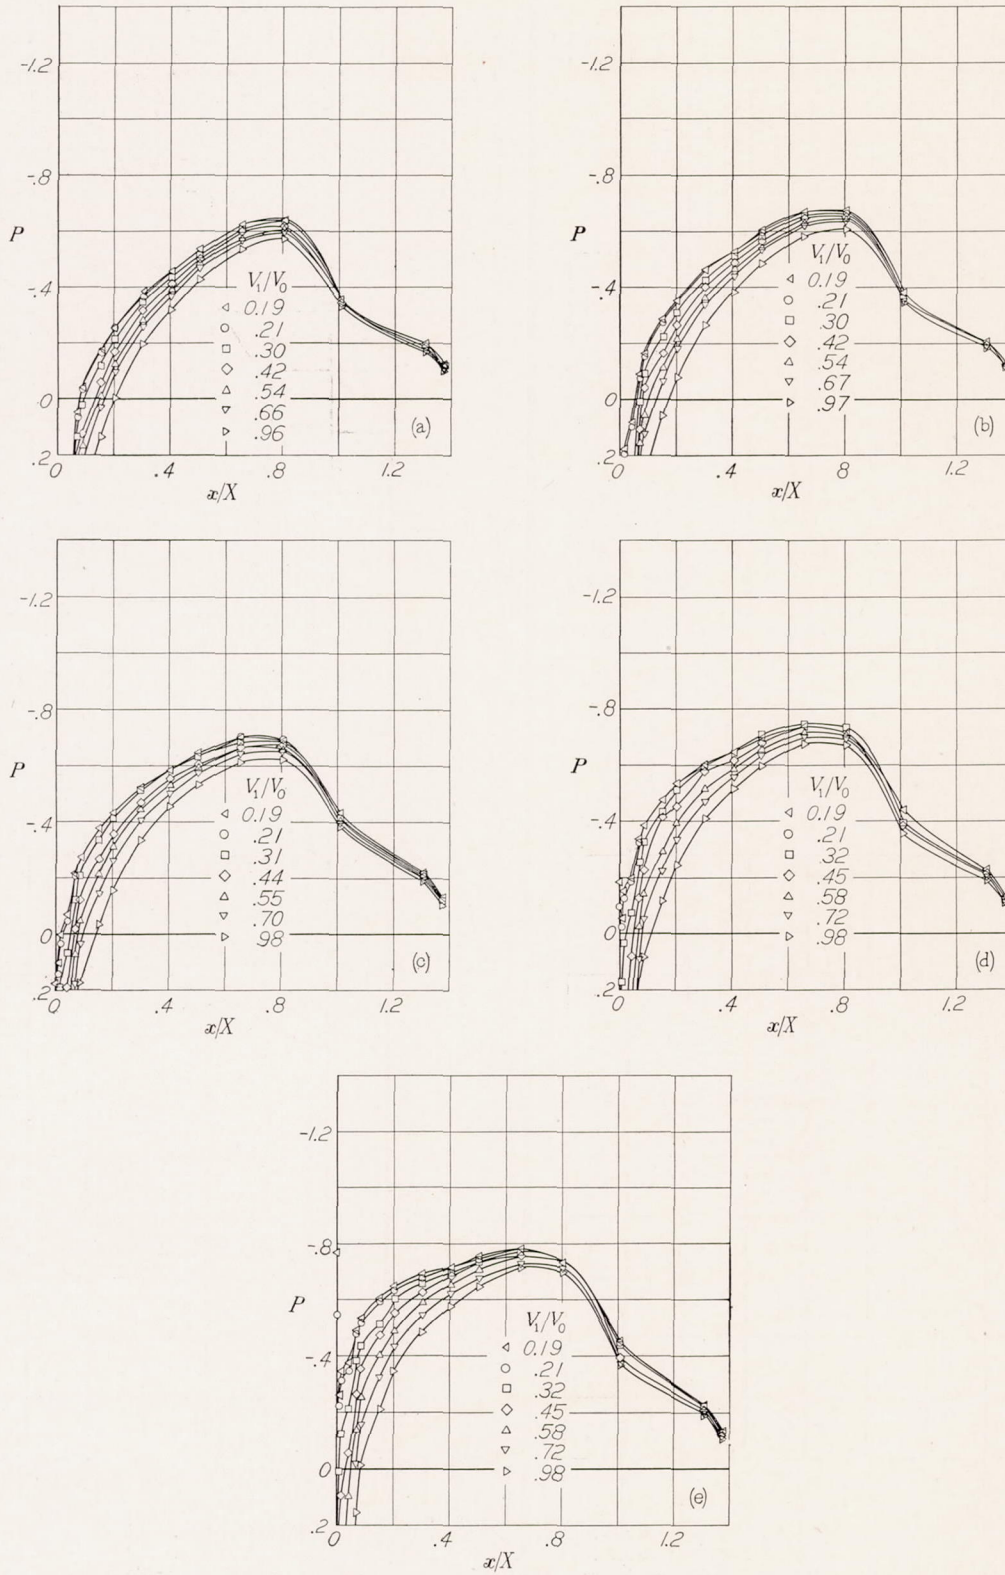 -1.2
-.8
P
-.4
0
.2
0 .4 .8 1.2
x/X
V₁/V₀
0.19
.21
.30
.42
.54
.66
.96
(a)
-1.2
-.8
P
-.4
0
.2
0 .4 .8 1.2
x/X
V₁/V₀
0.19
.21
.30
.42
.54
.67
.97
(b)
-1.2
-.8
P
-.4
0
.2
0 .4 .8 1.2
x/X
V₁/V₀
0.19
.21
.31
.44
.55
.70
.98
(c)
-1.2
-.8
P
-.4
0
.2
0 .4 .8 1.2
x/X
V₁/V₀
0.19
.21
.32
.45
.58
.72
.98
(d)
-1.2
-.8
P
-.4
0
.2
0 .4 .8 1.2
x/X
V₁/V₀
0.19
.21
.32
.45
.58
.72
.98
(e)